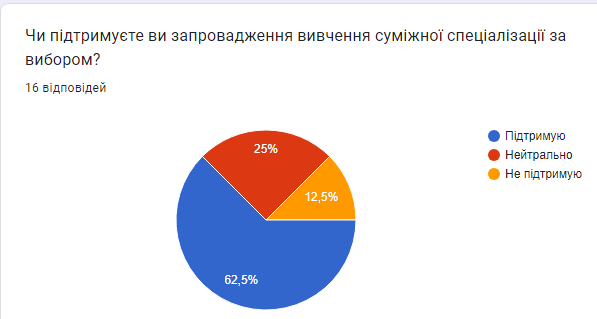 Чи підтримуєте ви запровадження вивчення суміжної спеціалізації за
вибором?
16 відповідей
Підтримую
Нейтрально
Не підтримую
25%
12,5%
62,5%